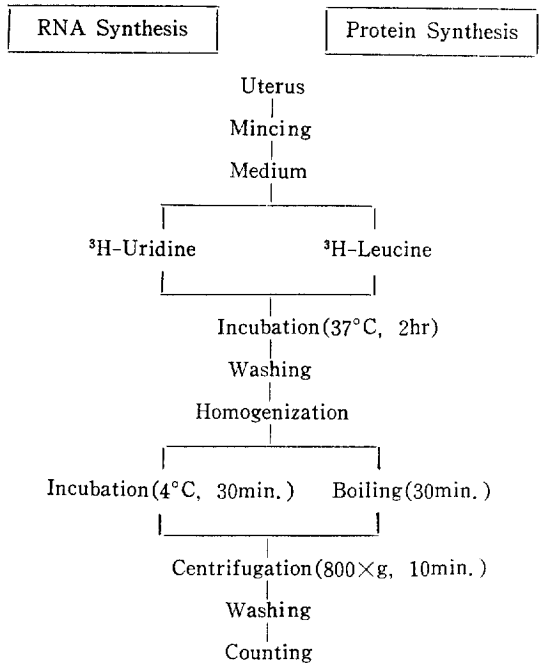 RNA Synthesis Protein Synthesis
Uterus
Mincing
Medium
³H-Uridine ³H-Leucine
Incubation(37°C, 2hr)
Washing
Homogenization
Incubation(4°C, 30min.) Boiling(30min.)
Centrifugation(800×g, 10min.)
Washing
Counting